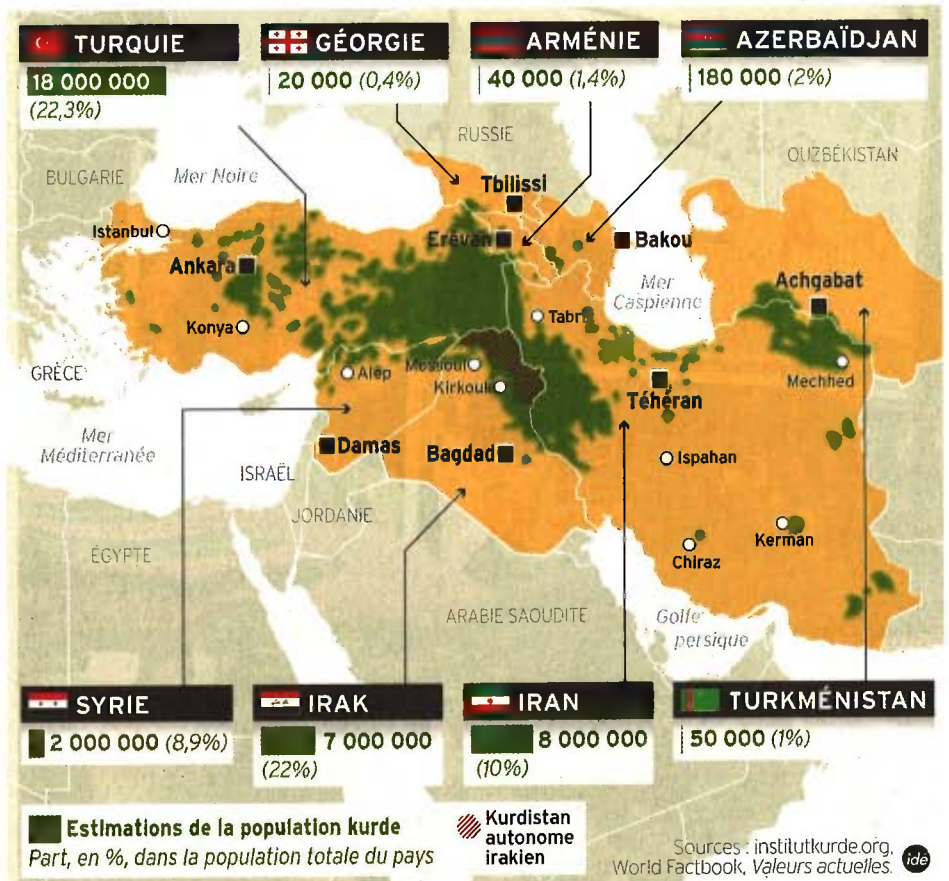 TURQUIE
18 000 000
(22,3%)
GÉORGIE
20 000 (0,4%)
ARMÉNIE
40 000 (1,4%)
AZERBAÏDJAN
180 000 (2%)
RUSSIE
OUZBÉKISTAN
BULGARIE
Mer Noire
Tbilissi
Istanbul
Erevan
Bakou
Ankara
Mer
Caspienne
Achgabat
Konya
GRÈCE
Alep
Mossoul
Kirkouk
Mechhed
Téhéran
Mer
Méditerranée
Damas
Bagdad
Ispahan
ISRAËL
JORDANIE
Kerman
Chiraz
ÉGYPTE
ARABIE SAOUDITE
Golfe
persique
SYRIE
2 000 000 (8,9%)
IRAK
7 000 000
(22%)
IRAN
8 000 000
(10%)
TURKMÉNISTAN
50 000 (1%)
Estimations de la population kurde
Part, en %, dans la population totale du pays
Kurdistan
autonome
irakien
Sources : institutkurde.org,
World Factbook, Valeurs actuelles.
idé